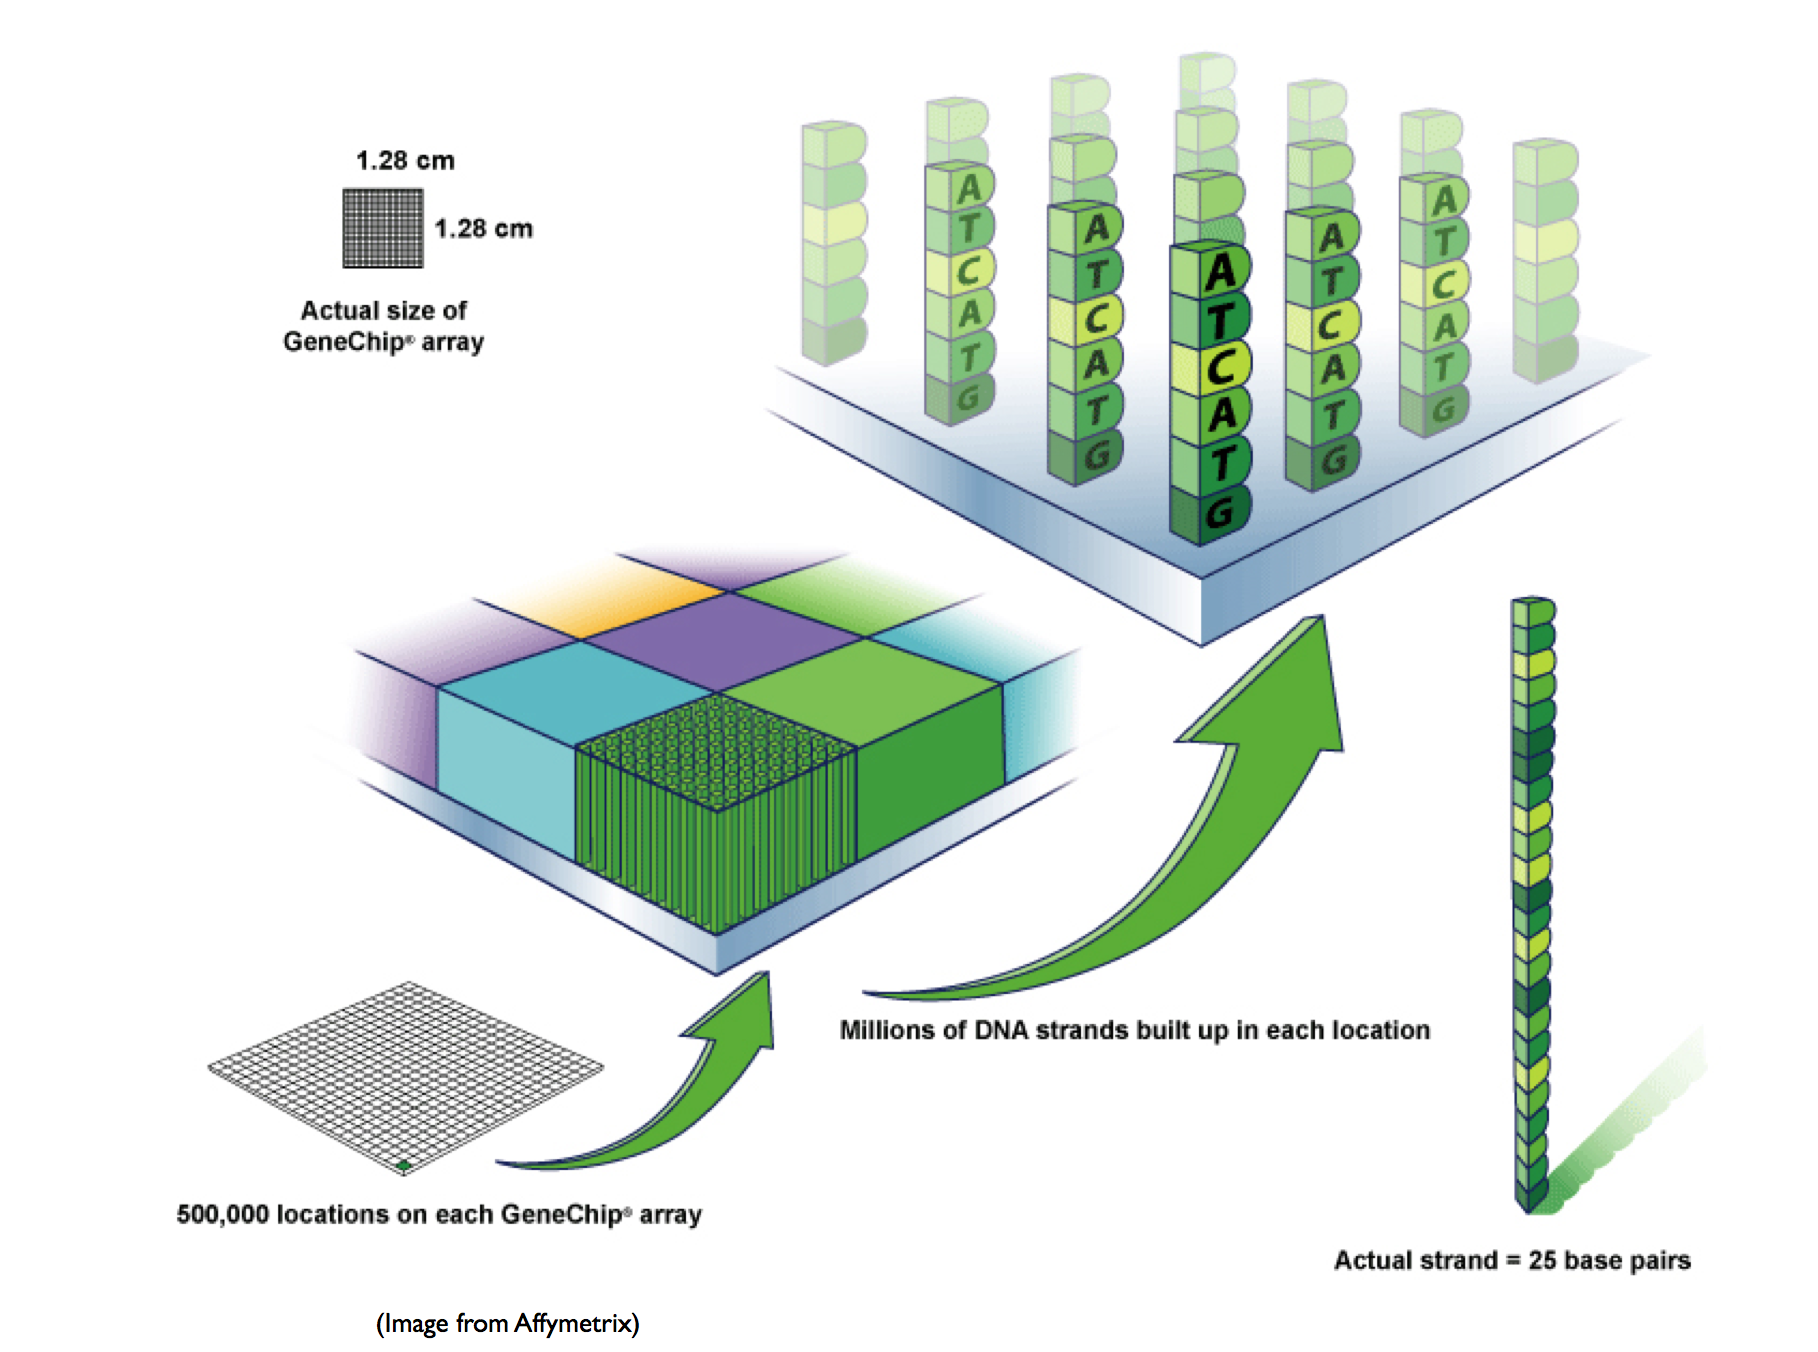 1.28 cm
1.28 cm
Actual size of
GeneChip® array
A
T
C
A
T
G
A
T
C
A
T
G
A
T
C
A
T
G
A
T
C
A
T
G
A
T
C
A
T
G
Millions of DNA strands built up in each location
500,000 locations on each GeneChip® array
Actual strand = 25 base pairs
(Image from Affymetrix)